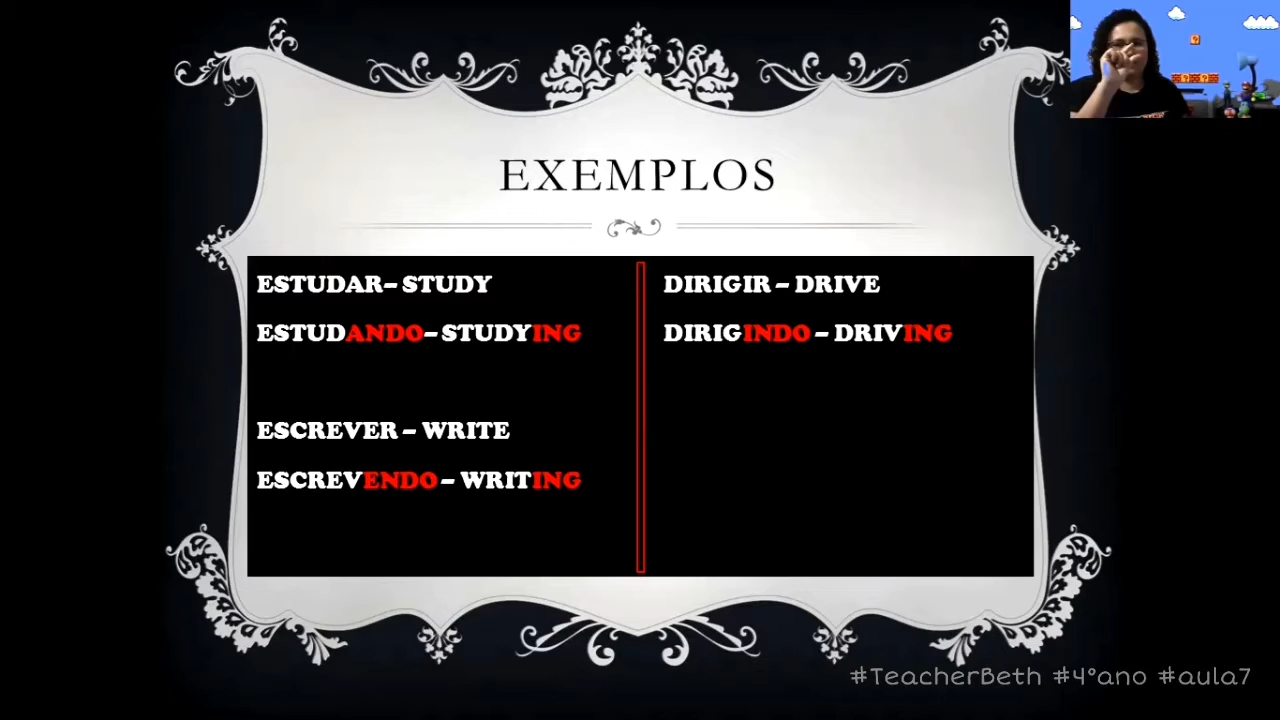 EXEMPLOS
ESTUDAR– STUDY
ESTUDANDO– STUDYING
ESCREVER – WRITE
ESCREVENDO – WRITING
DIRIGIR – DRIVE
DIRIGINDO – DRIVING
#TeacherBeth #4°ano #aula7